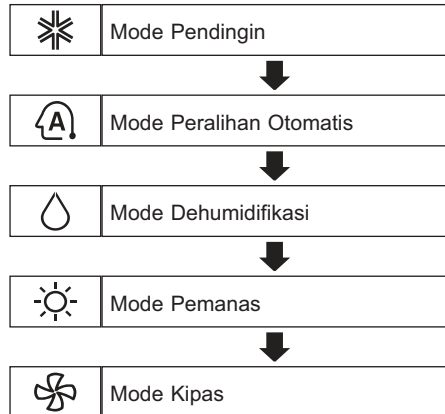 Mode Pendingin
A
Mode Peralihan Otomatis
Mode Dehumidifikasi
Mode Pemanas
Mode Kipas